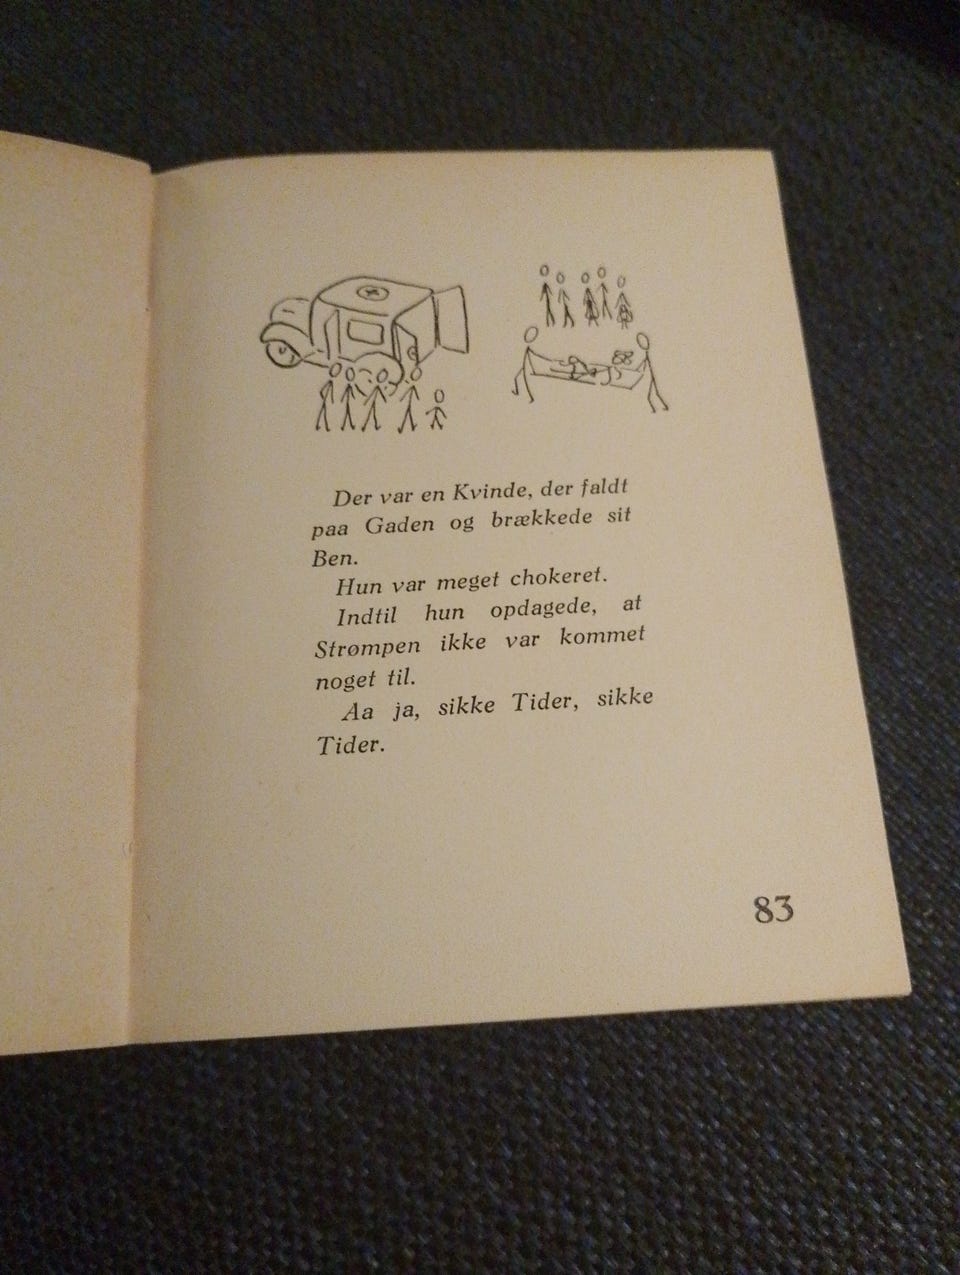 Der var en Kvinde, der faldt
paa Gaden og brækkede sit
Ben.
Hun var meget chokeret.
Indtil hun opdagede, at
Strømpen ikke var kommet
noget til.
Aa ja, sikke Tider, sikke
Tider.
83